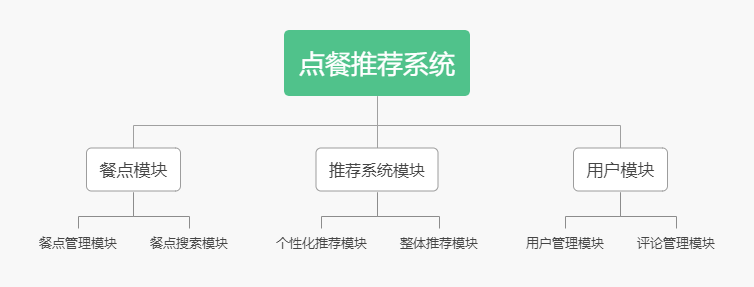 点餐推荐系统
餐点模块
推荐系统模块
用户模块
餐点管理模块
餐点搜素模块
个性化推荐模块
整体推荐模块
用户管理模块
评论管理模块